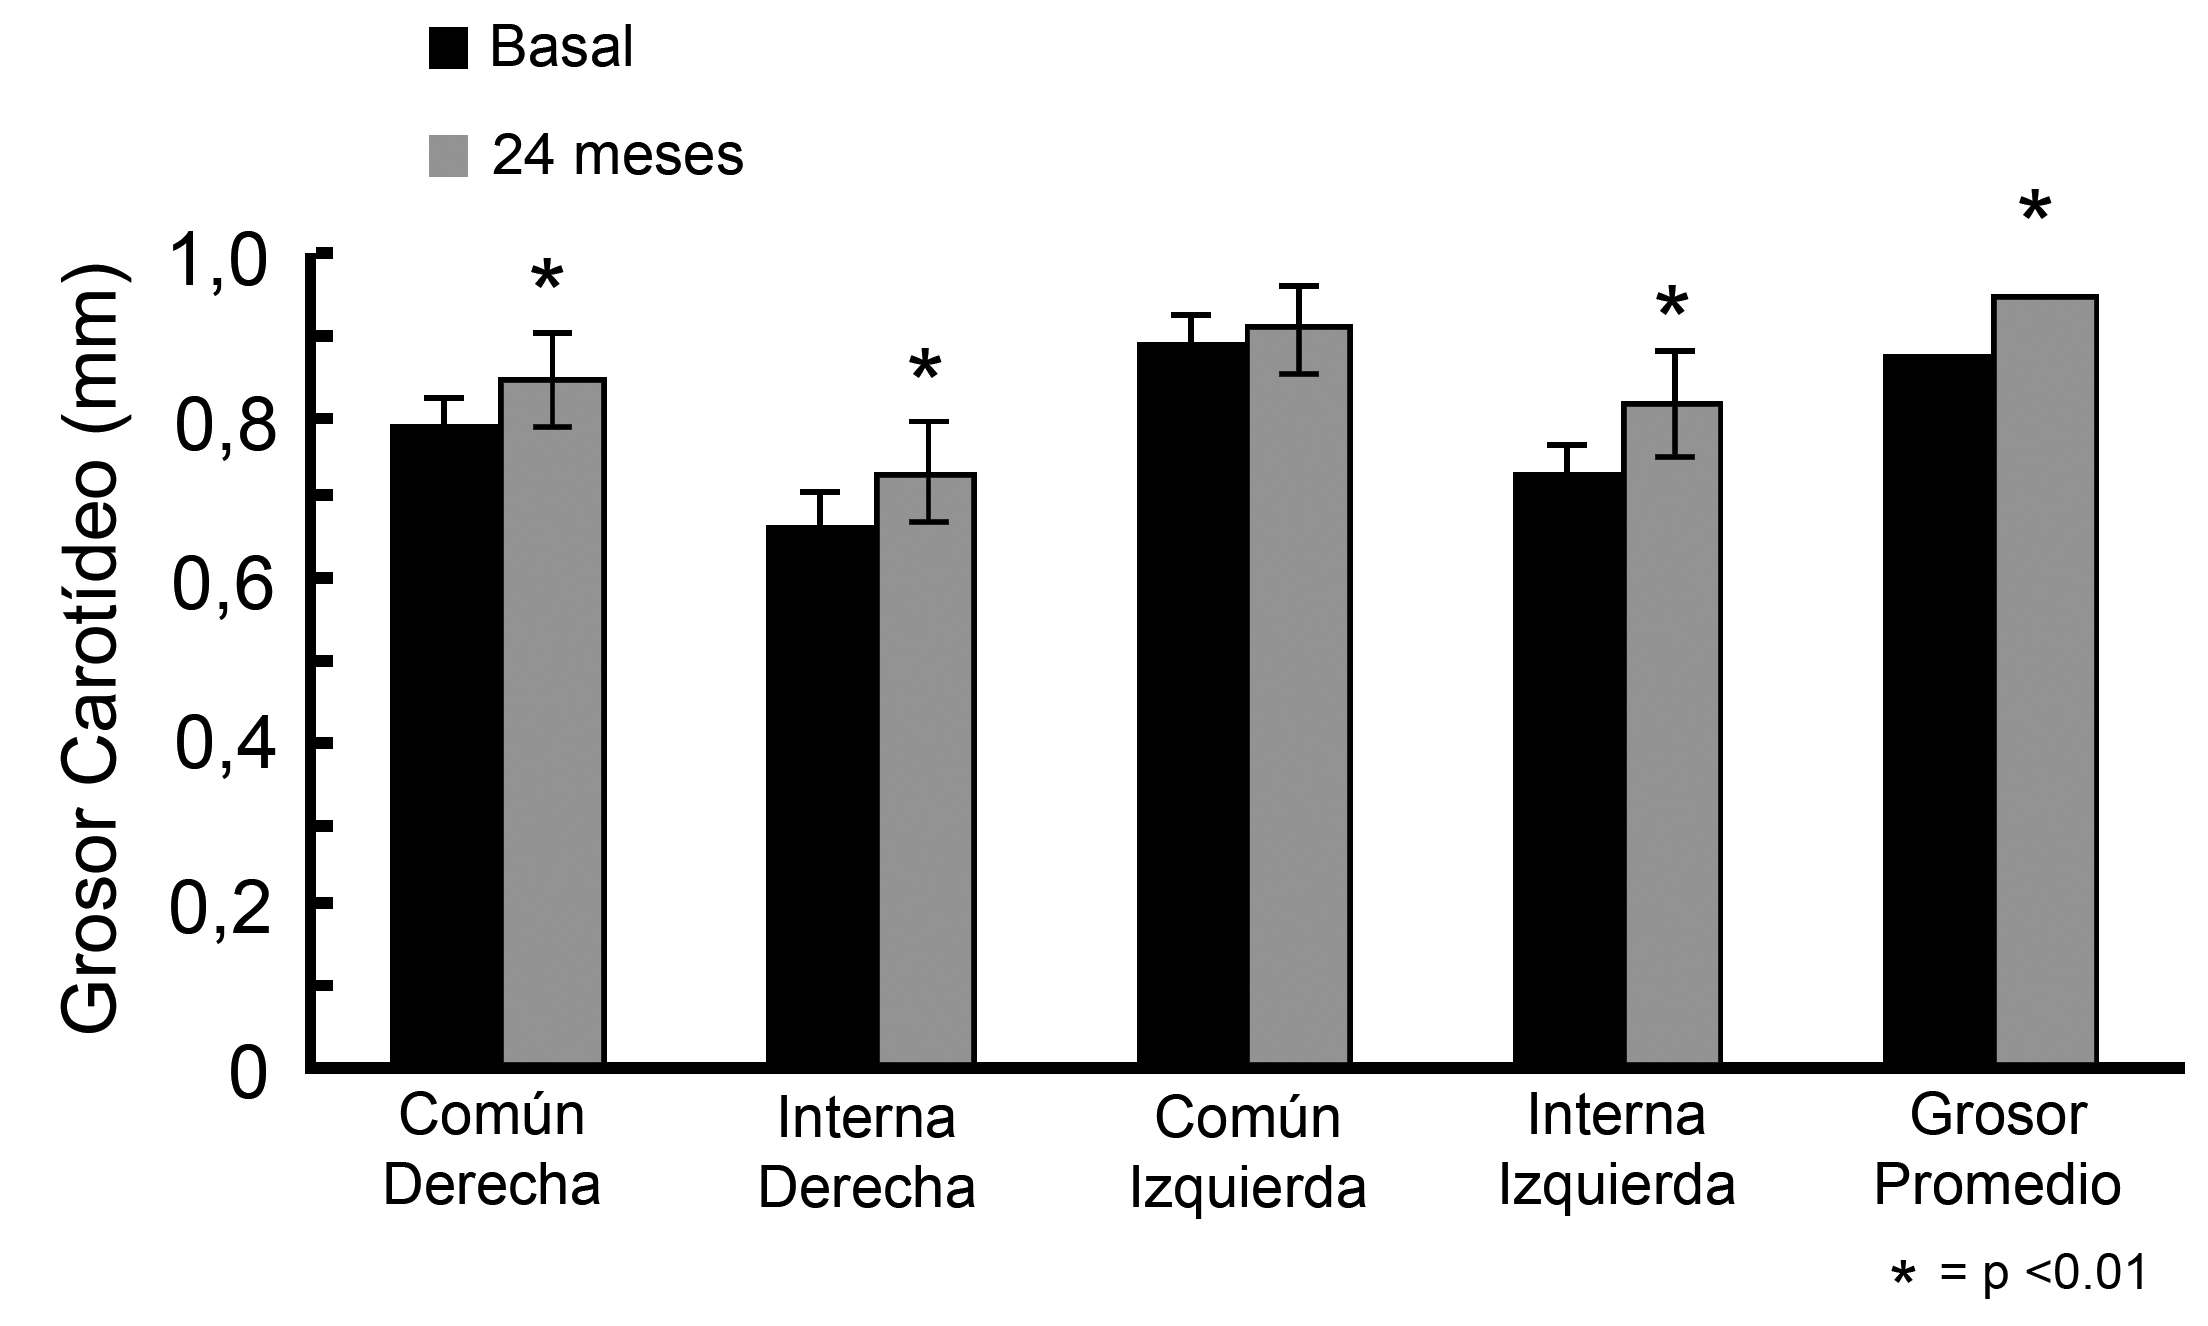 Basal
24 meses
Grosor Carotídeo (mm)
1,0
0,8
0,6
0,4
0,2
0
*
*
*
*
Común
Derecha
Interna
Derecha
Común
Izquierda
Interna
Izquierda
Grosor
Promedio
* = p <0.01